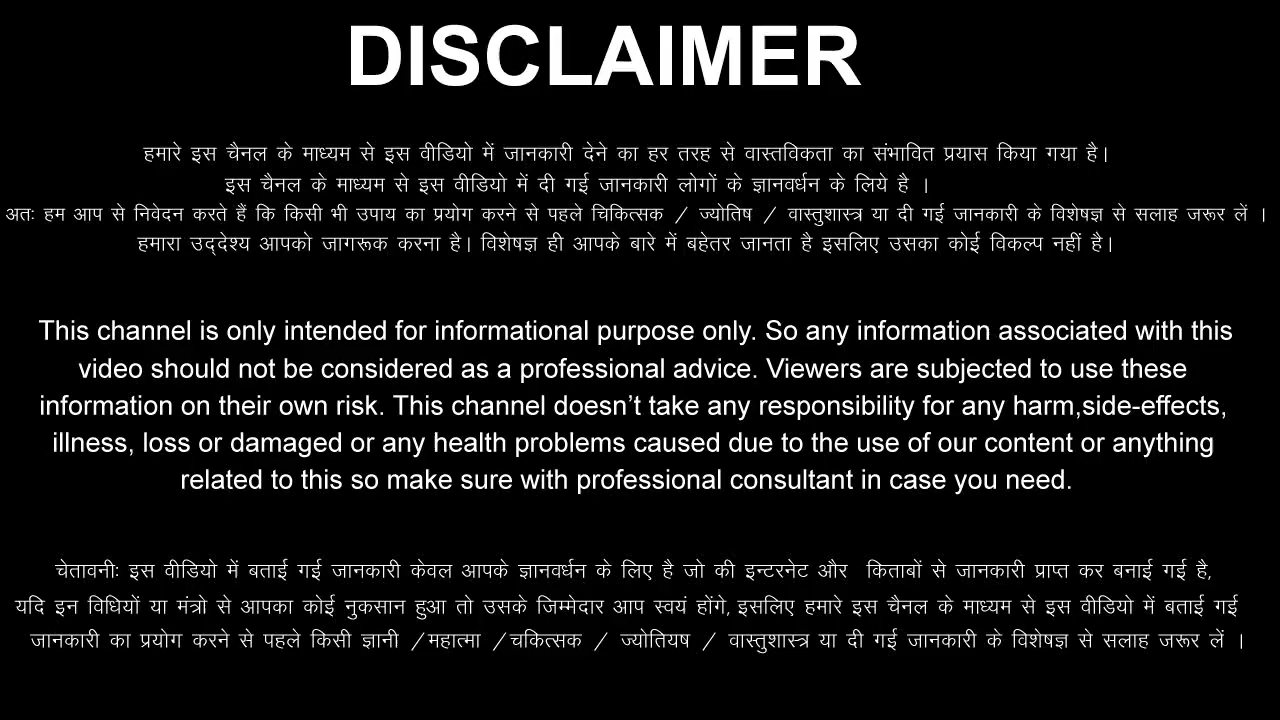 DISCLAIMER
हमारे इस चैनल के माध्यम से इस वीडियो में जानकारी देने का हर तरह से वास्तविकता का संभावित प्रयास किया गया है।
इस चैनल के माध्यम से इस वीडियो में दी गई जानकारी लोगों के ज्ञानवर्धन के लिये है ।
अतः हम आप से निवेदन करते हैं कि किसी भी उपाय का प्रयोग करने से पहले चिकित्सक / ज्योतिष / वास्तुशास्त्र या दी गई जानकारी के विशेषज्ञ से सलाह जरूर लें ।
हमारा उद्देश्य आपको जागरूक करना है। विशेषज्ञ ही आपके बारे में बहेतर जानता है इसलिए उसका कोई विकल्प नहीं है।
This channel is only intended for informational purpose only. So any information associated with this
video should not be considered as a professional advice. Viewers are subjected to use these
information on their own risk. This channel doesn’t take any responsibility for any harm,side-effects,
illness, loss or damaged or any health problems caused due to the use of our content or anything
related to this so make sure with professional consultant in case you need.
चेतावनीः इस वीडियो में बताई गई जानकारी केवल आपके ज्ञानवर्धन के लिए है जो की इन्टरनेट और किताबों से जानकारी प्राप्त कर बनाई गई है,
यदि इन विधियों या मंत्रो से आपका कोई नुकसान हुआ तो उसके जिम्मेदार आप स्वयं होंगे, इसलिए हमारे इस चैनल के माध्यम से इस वीडियो में बताई गई
जानकारी का प्रयोग करने से पहले किसी ज्ञानी /महात्मा /चकित्सक / ज्योतियष / वास्तुशास्त्र या दी गई जानकारी के विशेषज्ञ से सलाह जरूर लें ।